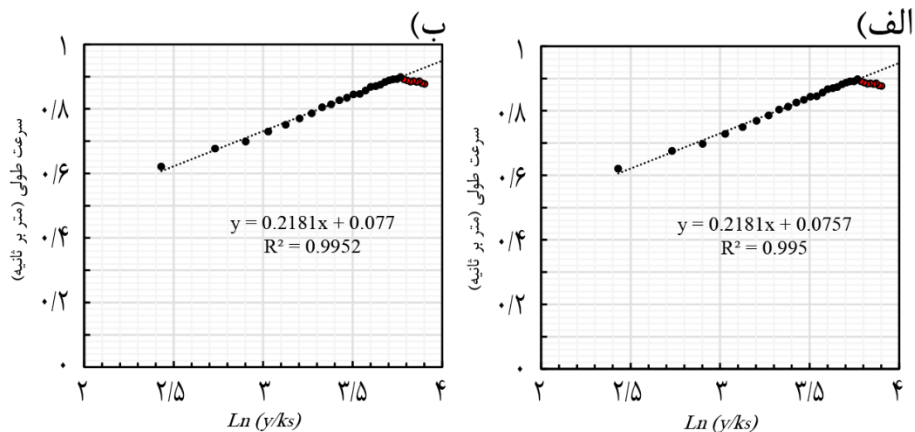 الف)
۱
۰/۸
۰/۶
۰/۴
۰/۲
۰
سرعت طولی (متر بر ثانیه)
y = 0.2181x + 0.0757
R² = 0.995
۲ ۲/۵ ۳ ۳/۵ ۴
Ln (y/ks)
ب)
۱
۰/۸
۰/۶
۰/۴
۰/۲
۰
سرعت طولی (متر بر ثانیه)
y = 0.2181x + 0.077
R² = 0.9952
۲ ۲/۵ ۳ ۳/۵ ۴
Ln (y/ks)